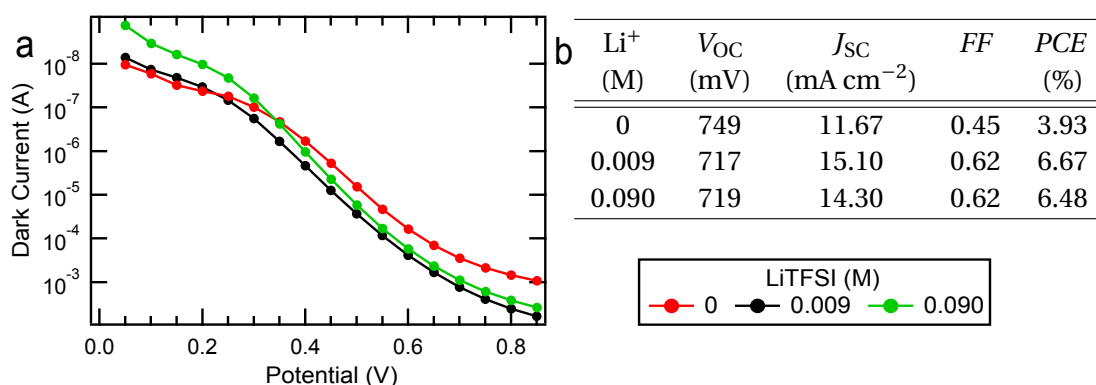 a
Dark Current (A)
10⁻⁸
10⁻⁷
10⁻⁶
10⁻⁵
10⁻⁴
10⁻³
0.0 0.2 0.4 0.6 0.8
Potential (V)
b
Li⁺ V_OC J_SC FF PCE
(M) (mV) (mA cm⁻²) (%)
0 749 11.67 0.45 3.93
0.009 717 15.10 0.62 6.67
0.090 719 14.30 0.62 6.48
LiTFSI (M)
0 0.009 0.090